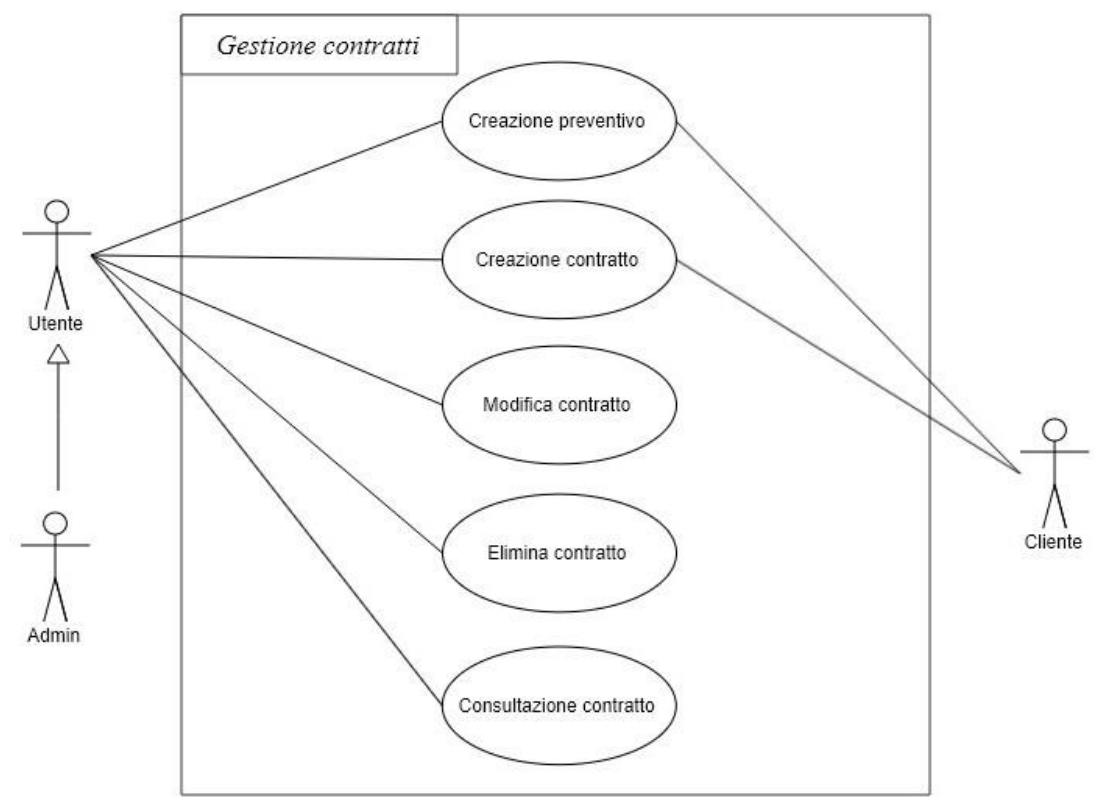 Gestione contratti
Creazione preventivo
Creazione contratto
Utente
Modifica contratto
Elimina contratto
Cliente
Admin
Consultazione contratto